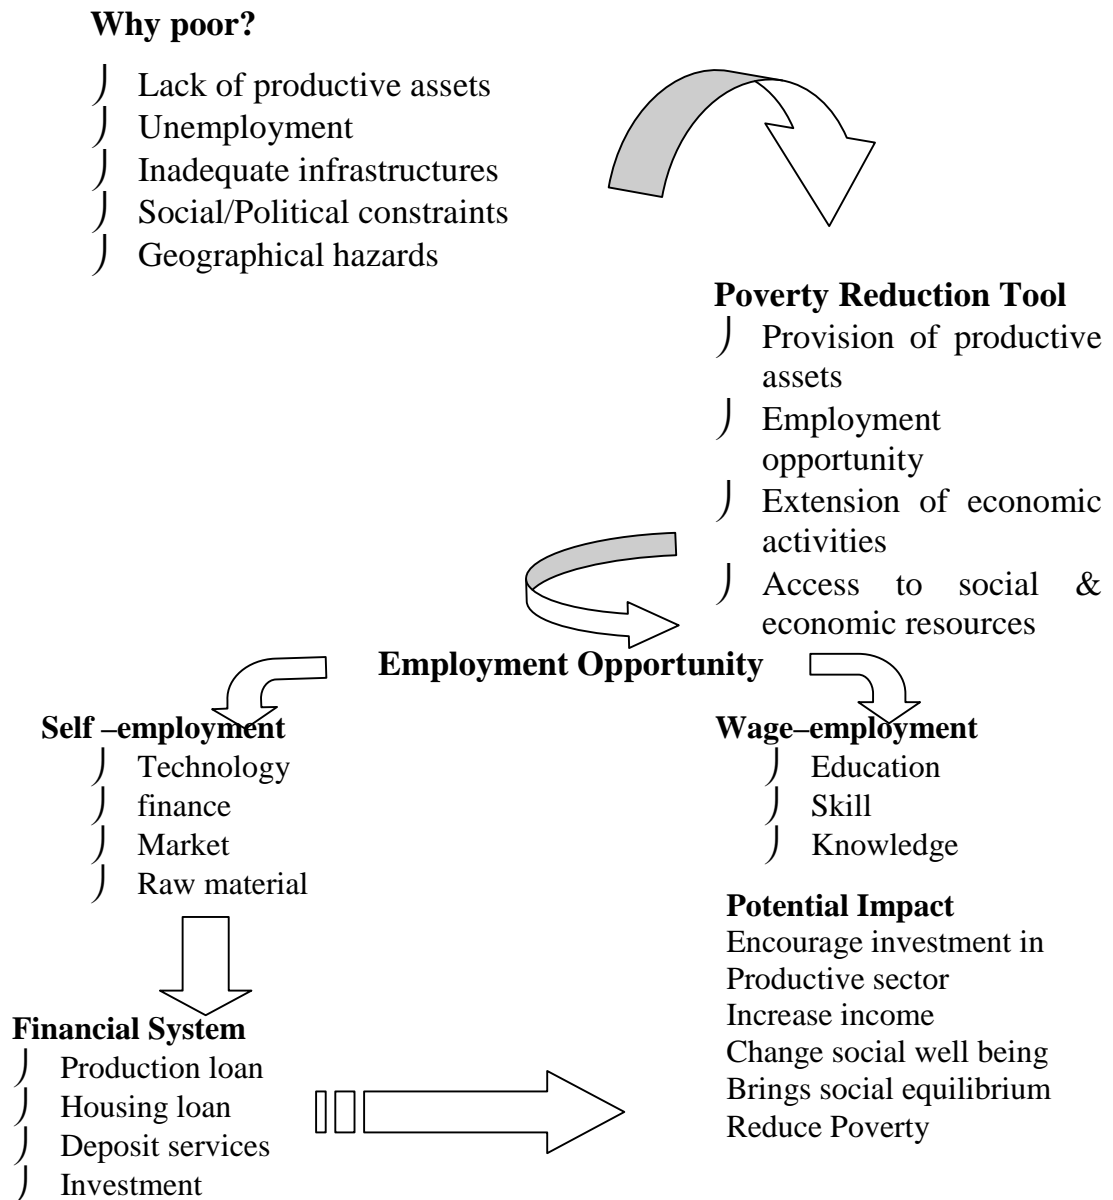 Why poor?
Lack of productive assets
Unemployment
Inadequate infrastructures
Social/Political constraints
Geographical hazards
Poverty Reduction Tool
Provision of productive
assets
Employment
opportunity
Extension of economic
activities
Access to social &
economic resources
Employment Opportunity
Self –employment
Technology
finance
Market
Raw material
Wage–employment
Education
Skill
Knowledge
Financial System
Production loan
Housing loan
Deposit services
Investment
Potential Impact
Encourage investment in
Productive sector
Increase income
Change social well being
Brings social equilibrium
Reduce Poverty